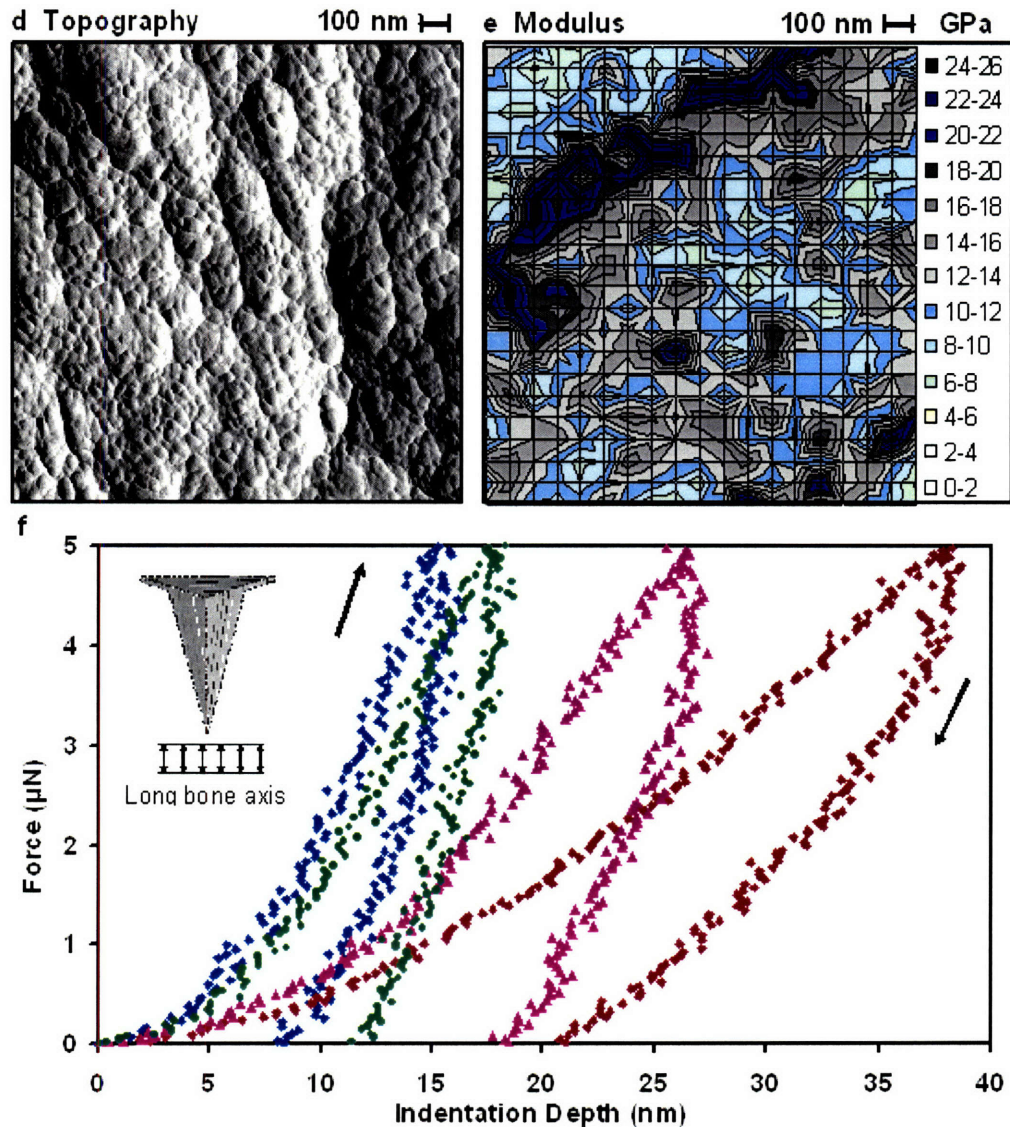 d Topography 100 nm
e Modulus 100 nm GPa
24-26
22-24
20-22
18-20
16-18
14-16
12-14
10-12
8-10
6-8
4-6
2-4
0-2
f
5
4
3
2
1
0
Force (µN)
Long bone axis
0 5 10 15 20 25 30 35 40
Indentation Depth (nm)